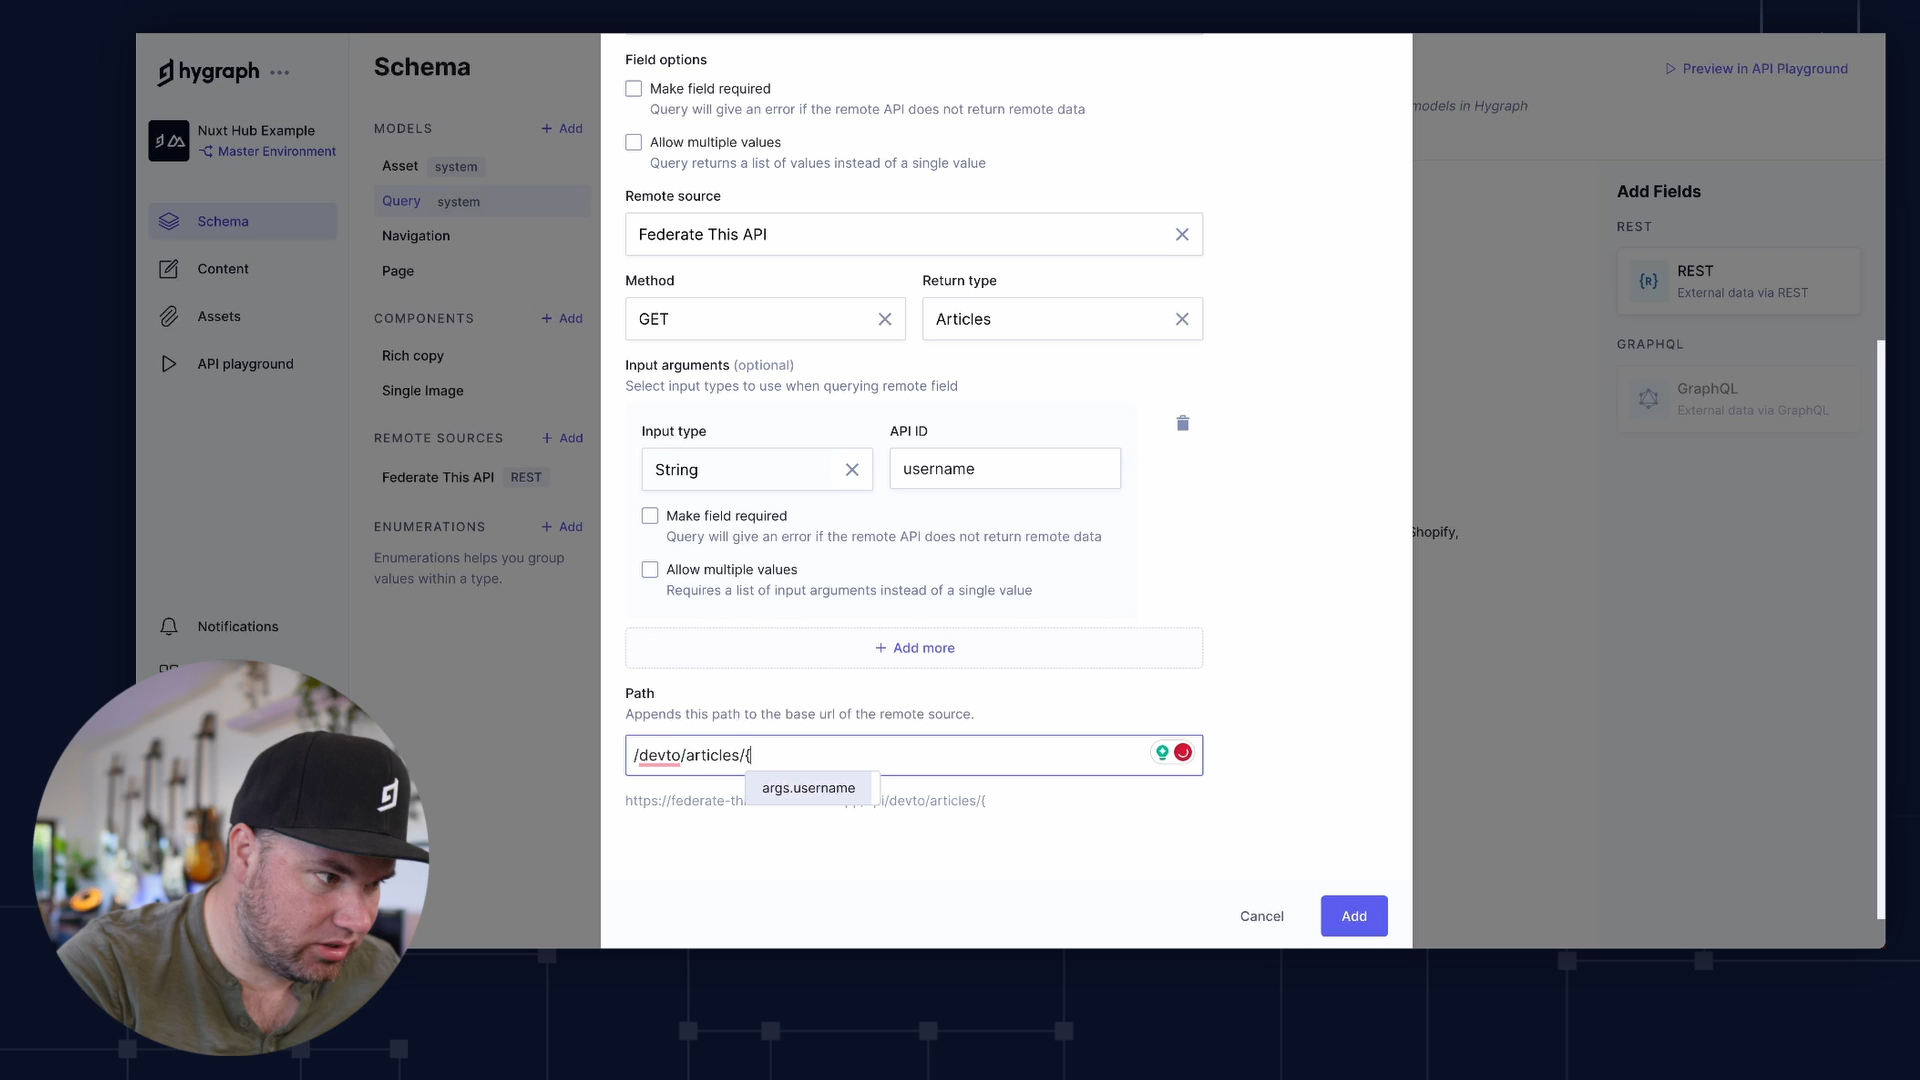 hygraph
Nuxt Hub Example
Master Environment
Schema
Content
Assets
API playground
Notifications
Schema
MODELS
+ Add
Asset system
Query system
Navigation
Page
COMPONENTS
+ Add
Rich copy
Single Image
REMOTE SOURCES
+ Add
Federate This API REST
ENUMERATIONS
+ Add
Enumerations helps you group
values within a type.
Field options
Make field required
Query will give an error if the remote API does not return remote data
Allow multiple values
Query returns a list of values instead of a single value
Remote source
Federate This API
Method
GET
Return type
Articles
Input arguments (optional)
Select input types to use when querying remote field
Input type
String
API ID
username
Make field required
Query will give an error if the remote API does not return remote data
Allow multiple values
Requires a list of input arguments instead of a single value
+ Add more
Path
Appends this path to the base url of the remote source.
/devto/articles/{
args.username
https://federate-thi i/devto/articles/{
Cancel
Add
Preview in API Playground
models in Hygraph
Shopify,
Add Fields
REST
{R}
REST
External data via REST
GRAPHQL
GraphQL
External data via GraphQL